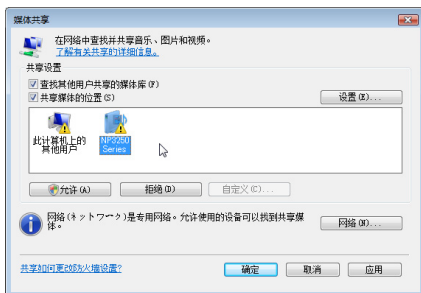 媒体共享
在网络中查找并共享音乐、图片和视频。
了解有关共享的详细信息。
共享设置
查找其他用户共享的媒体库(F)
共享媒体的位置(S)
设置(E)...
此计算机上的其他用户
NP3250 Series
允许(A)
拒绝(D)
自定义(C)...
网络(ネットワーク)是专用网络。允许使用的设备可以找到共享媒
体。
网络(N)...
共享如何更改防火墙设置?
确定
取消
应用